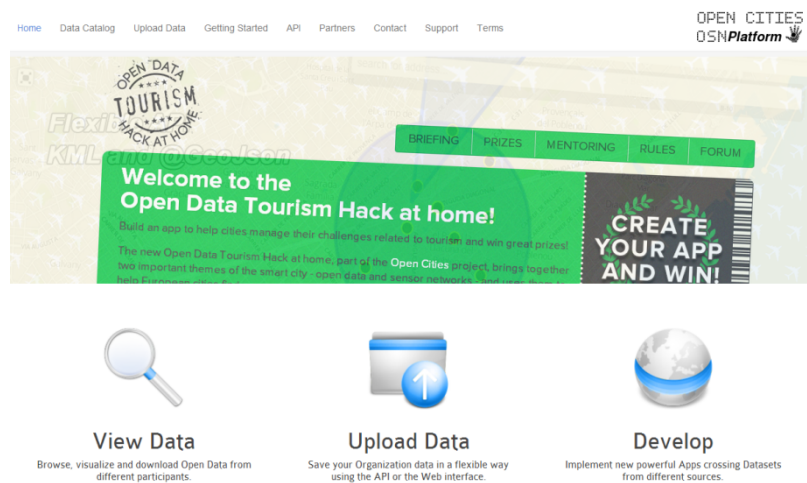 Home Data Catalog Upload Data Getting Started API Partners Contact Support Terms
OPEN CITIES
OSNPlatform
OPEN DATA
TOURISM
HACK AT HOME
KML and @GeoJson
BRIEFING PRIZES MENTORING RULES FORUM
Welcome to the
Open Data Tourism Hack at home!
Build an app to help cities manage their challenges related to tourism and win great prizes!
The new Open Data Tourism Hack at home, part of the Open Cities project, brings together
two important themes of the smart city - open data and sensor networks - and uses them to
CREATE
YOUR APP
AND WIN!
View Data
Browse, visualize and download Open Data from
different participants.
Upload Data
Save your Organization data in a flexible way
using the API or the Web interface.
Develop
Implement new powerful Apps crossing Datasets
from different sources.